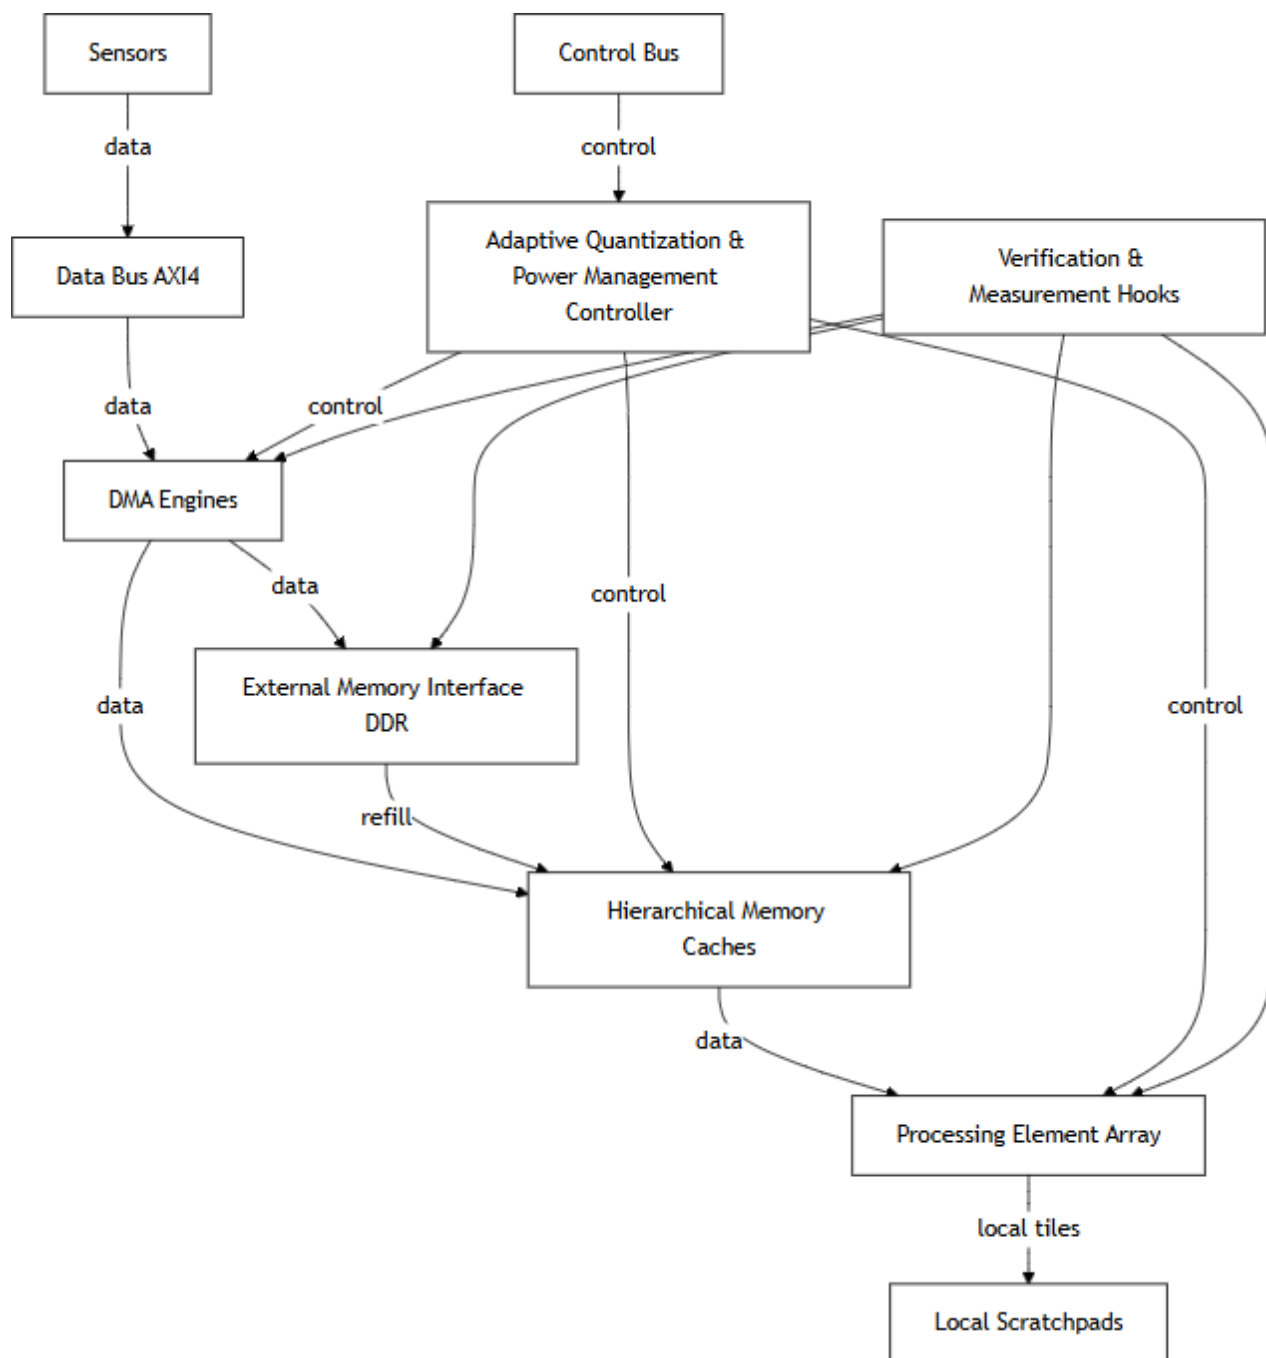 Sensors
Control Bus
data
control
Adaptive Quantization &
Power Management
Controller
Verification &
Measurement Hooks
Data Bus AXI4
data
control
DMA Engines
data
control
External Memory Interface
DDR
data
control
refill
Hierarchical Memory
Caches
data
Processing Element Array
local tiles
Local Scratchpads